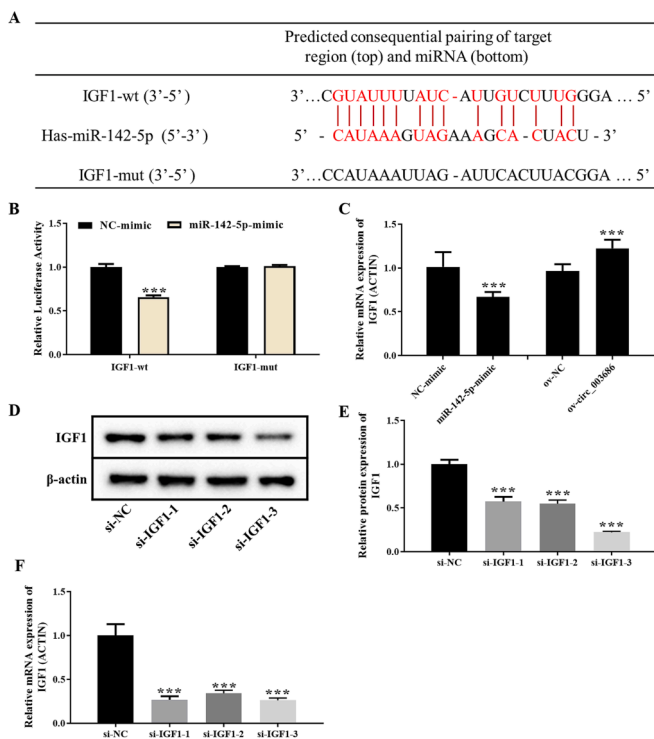 A
Predicted consequential pairing of target
region (top) and miRNA (bottom)
IGF1-wt (3'-5') 3'...CGUAUUUUAUC - AUUGUCUUUGGGA ... 5'
Has-miR-142-5p (5'-3') 5' - CAUAAAGUAGAAAGCA - CUACU - 3'
IGF1-mut (3'-5') 3'...CCAUAAAUUAG - AUUCACUUACGGA ... 5'
B
NC-mimic miR-142-5p-mimic
Relative Luciferase Activity
1.5
1.0
0.5
0.0
***
IGF1-wt IGF1-mut
C
Relative mRNA expression of
IGF1 (ACTIN)
1.5
1.0
0.5
0.0
***
***
NC-mimic
miR-142-5p-mimic
ov-NC
ov-circ_003686
D
IGF1
β-actin
si-NC
si-IGF1-1
si-IGF1-2
si-IGF1-3
E
Relative protein expression of
IGF1
1.5
1.0
0.5
0.0
*** *** ***
si-NC si-IGF1-1 si-IGF1-2 si-IGF1-3
F
Relative mRNA expression of
IGF1 (ACTIN)
1.5
1.0
0.5
0.0
*** *** ***
si-NC si-IGF1-1 si-IGF1-2 si-IGF1-3